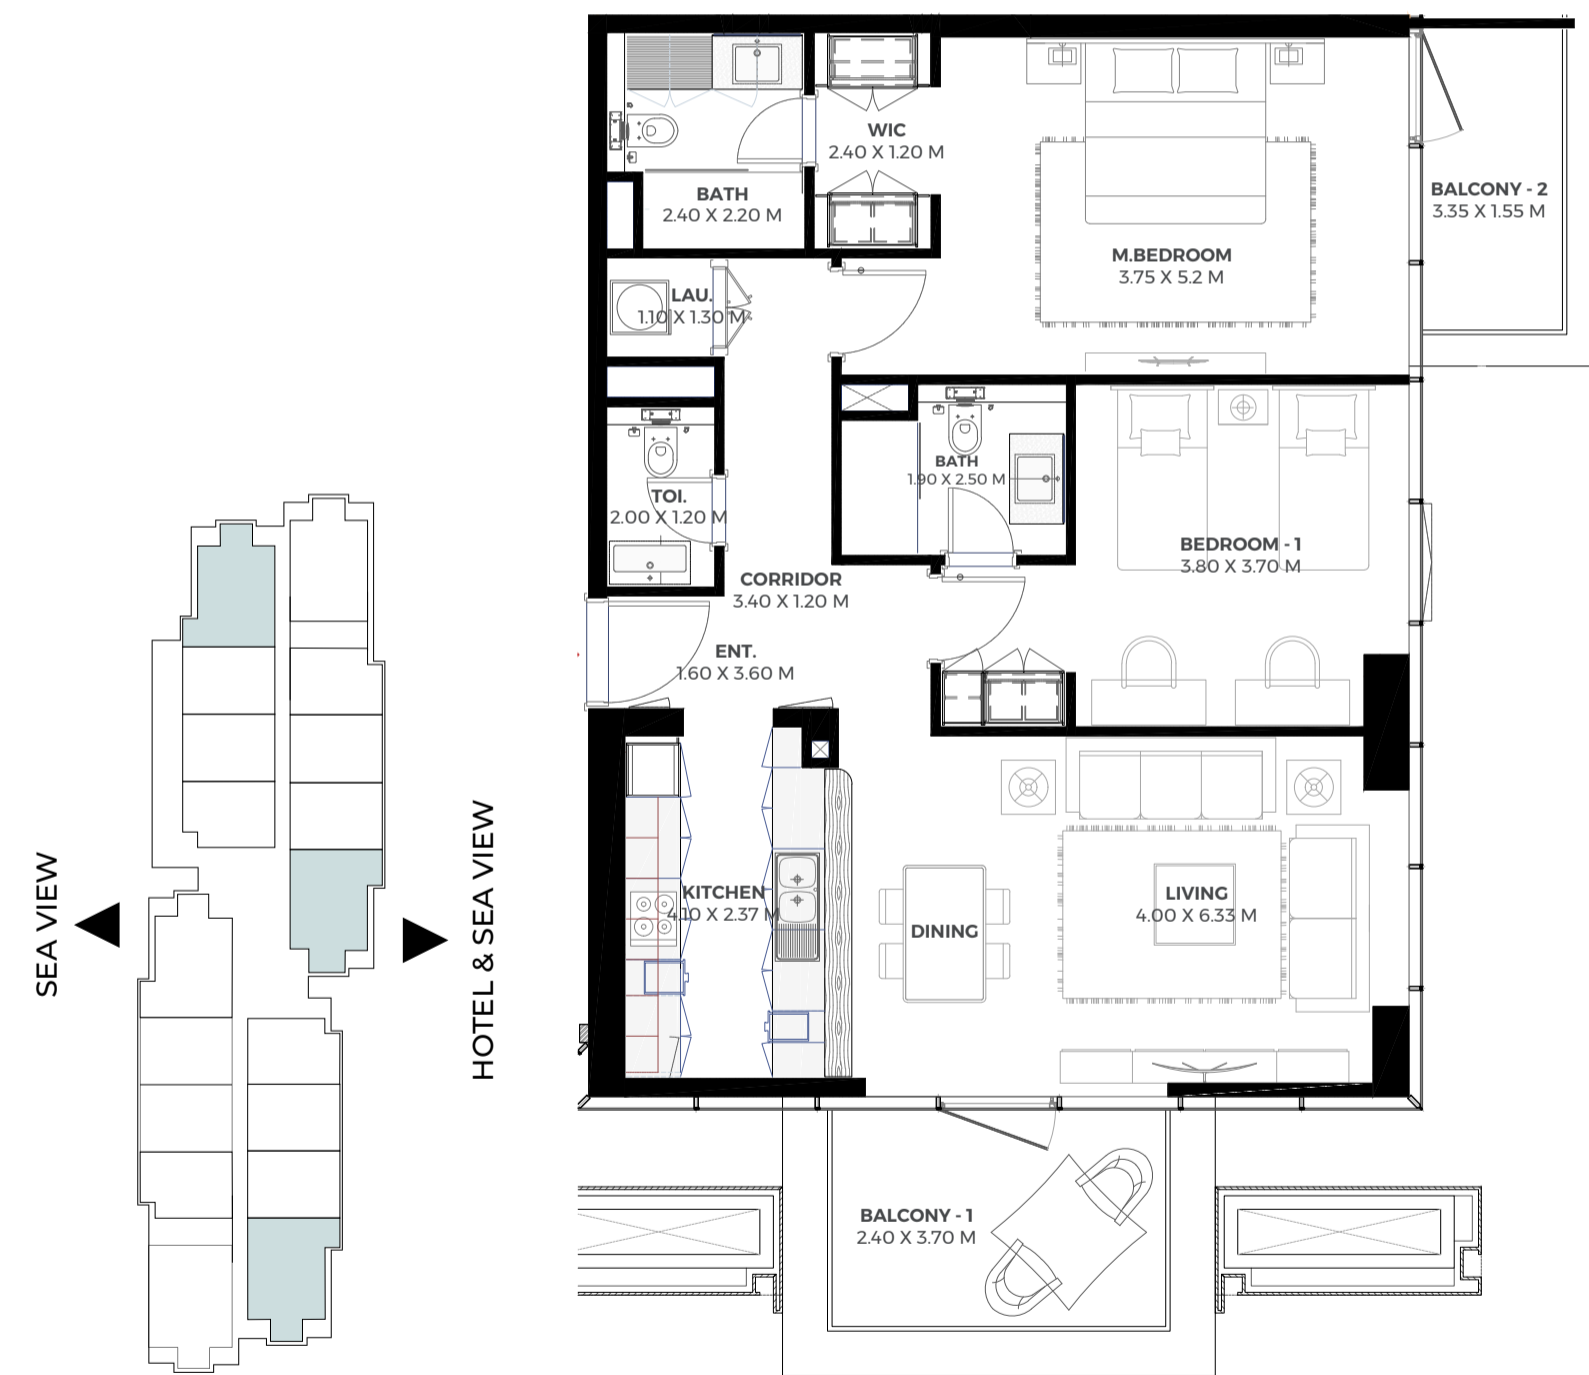 WIC
2.40 X 1.20 M
BATH
2.40 X 2.20 M
BALCONY - 2
3.35 X 1.55 M
M.BEDROOM
3.75 X 5.2 M
LAU.
1.10 X 1.30 M
BATH
1.90 X 2.50 M
TOI.
2.00 X 1.20 M
BEDROOM - 1
3.80 X 3.70 M
CORRIDOR
3.40 X 1.20 M
ENT.
1.60 X 3.60 M
SEA VIEW
HOTEL & SEA VIEW
KITCHEN
4.10 X 2.37 M
DINING
LIVING
4.00 X 6.33 M
BALCONY - 1
2.40 X 3.70 M